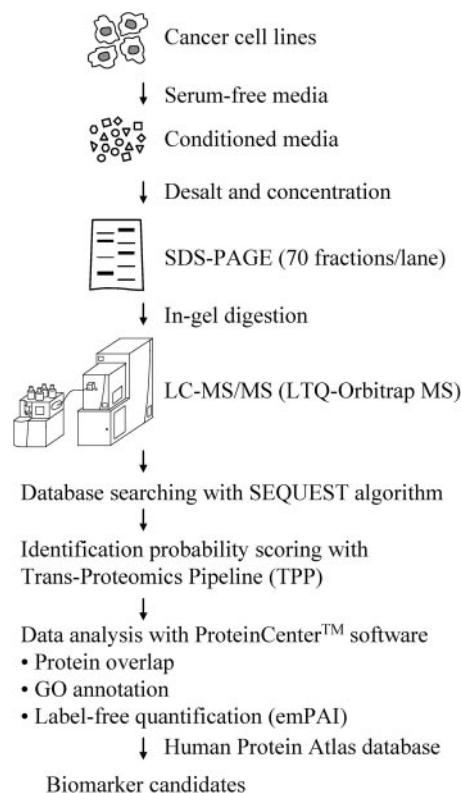 Cancer cell lines
Serum-free media
Conditioned media
Desalt and concentration
SDS-PAGE (70 fractions/lane)
In-gel digestion
LC-MS/MS (LTQ-Orbitrap MS)
Database searching with SEQUEST algorithm
Identification probability scoring with
Trans-Proteomics Pipeline (TPP)
Data analysis with ProteinCenter™ software
• Protein overlap
• GO annotation
• Label-free quantification (emPAI)
Human Protein Atlas database
Biomarker candidates